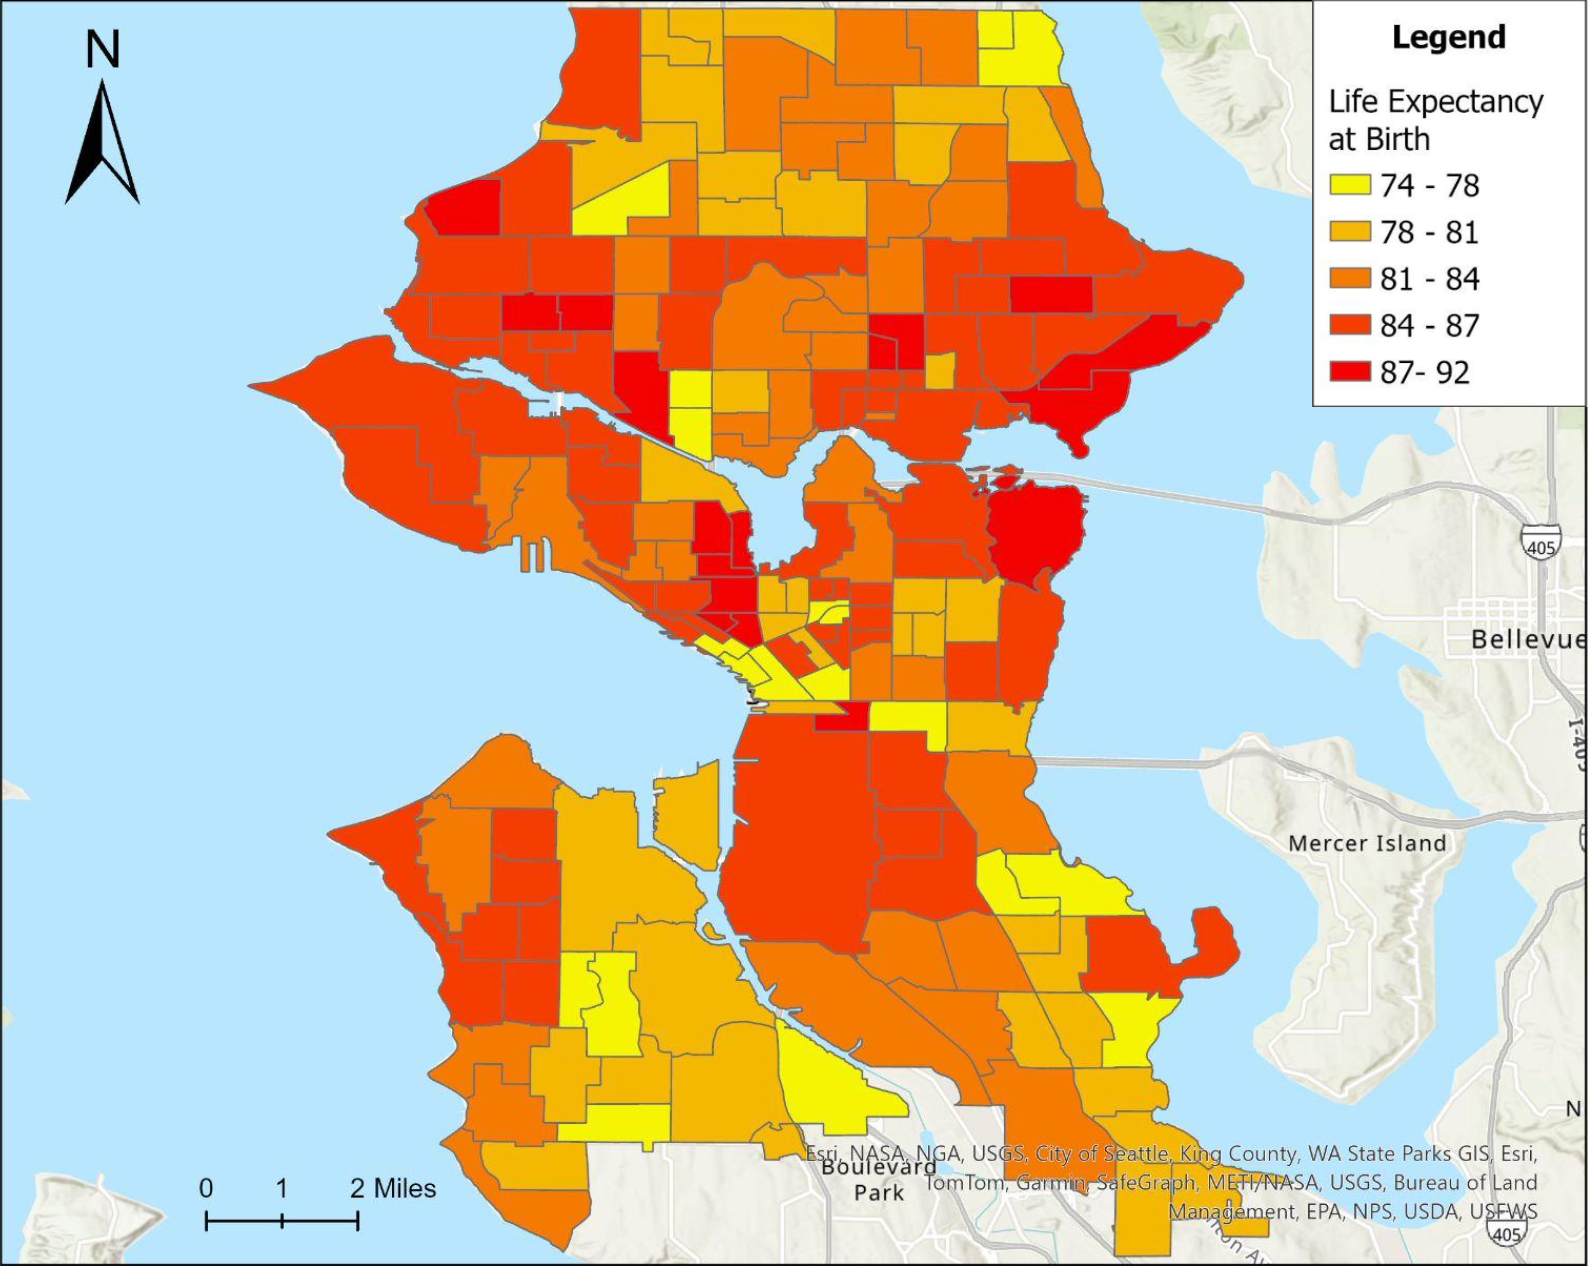 N
Legend
Life Expectancy
at Birth
74 - 78
78 - 81
81 - 84
84 - 87
87- 92
405
Bellevue
I-405
Mercer Island
N
0 1 2 Miles
Esri, NASA, NGA, USGS, City of Seattle, King County, WA State Parks GIS, Esri,
Boulevard
Park
TomTom, Garmin, SafeGraph, METI/NASA, USGS, Bureau of Land
Management, EPA, NPS, USDA, USFWS
405